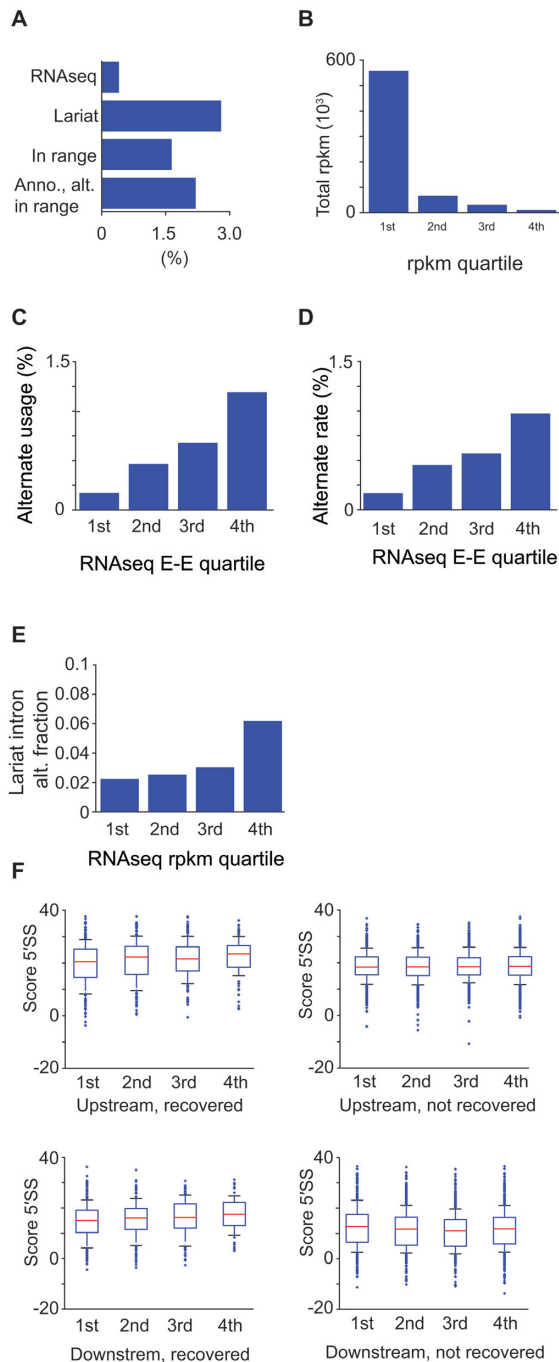 A
RNAseq
Lariat
In range
Anno., alt.
in range
0
1.5
3.0
(%)
B
Total rpkm (10³)
600
0
1st
2nd
3rd
4th
rpkm quartile
C
Alternate usage (%)
1.5
0
1st
2nd
3rd
4th
RNAseq E-E quartile
D
Alternate rate (%)
1.5
0
1st
2nd
3rd
4th
RNAseq E-E quartile
E
Lariat intron
alt. fraction
0.1
0.08
0.06
0.04
0.02
0
1st
2nd
3rd
4th
RNAseq rpkm quartile
F
Score 5'SS
40
20
0
-20
1st
2nd
3rd
4th
Upstream, recovered
Score 5'SS
40
20
0
-20
1st
2nd
3rd
4th
Upstream, not recovered
Score 5'SS
40
20
0
-20
1st
2nd
3rd
4th
Downstrem, recovered
Score 5'SS
40
20
0
-20
1st
2nd
3rd
4th
Downstream, not recovered